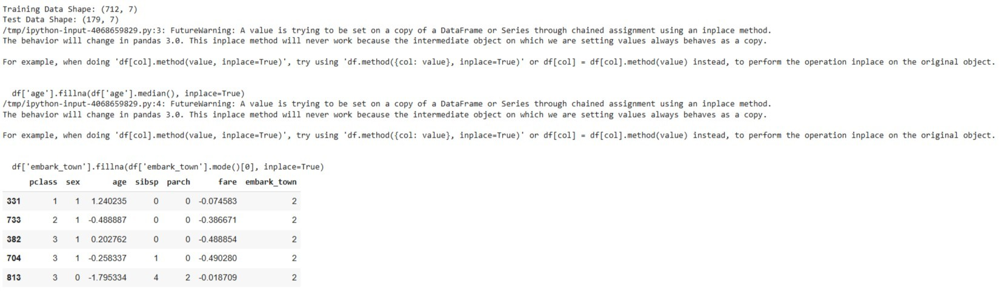 Training Data Shape: (712, 7)
Test Data Shape: (179, 7)
/tmp/ipython-input-4068659829.py:3: FutureWarning: A value is trying to be set on a copy of a DataFrame or Series through chained assignment using an inplace method.
The behavior will change in pandas 3.0. This inplace method will never work because the intermediate object on which we are setting values always behaves as a copy.
For example, when doing 'df[col].method(value, inplace=True)', try using 'df.method({col: value}, inplace=True)' or df[col] = df[col].method(value) instead, to perform the operation inplace on the original object.
df['age'].fillna(df['age'].median(), inplace=True)
/tmp/ipython-input-4068659829.py:4: FutureWarning: A value is trying to be set on a copy of a DataFrame or Series through chained assignment using an inplace method.
The behavior will change in pandas 3.0. This inplace method will never work because the intermediate object on which we are setting values always behaves as a copy.
For example, when doing 'df[col].method(value, inplace=True)', try using 'df.method({col: value}, inplace=True)' or df[col] = df[col].method(value) instead, to perform the operation inplace on the original object.
df['embark_town'].fillna(df['embark_town'].mode()[0], inplace=True)
pclass sex age sibsp parch fare embark_town
331 1 1 1.240235 0 0 -0.074583 2
733 2 1 -0.488887 0 0 -0.386671 2
382 3 1 0.202762 0 0 -0.488854 2
704 3 1 -0.258337 1 0 -0.490280 2
813 3 0 -1.795334 4 2 -0.018709 2